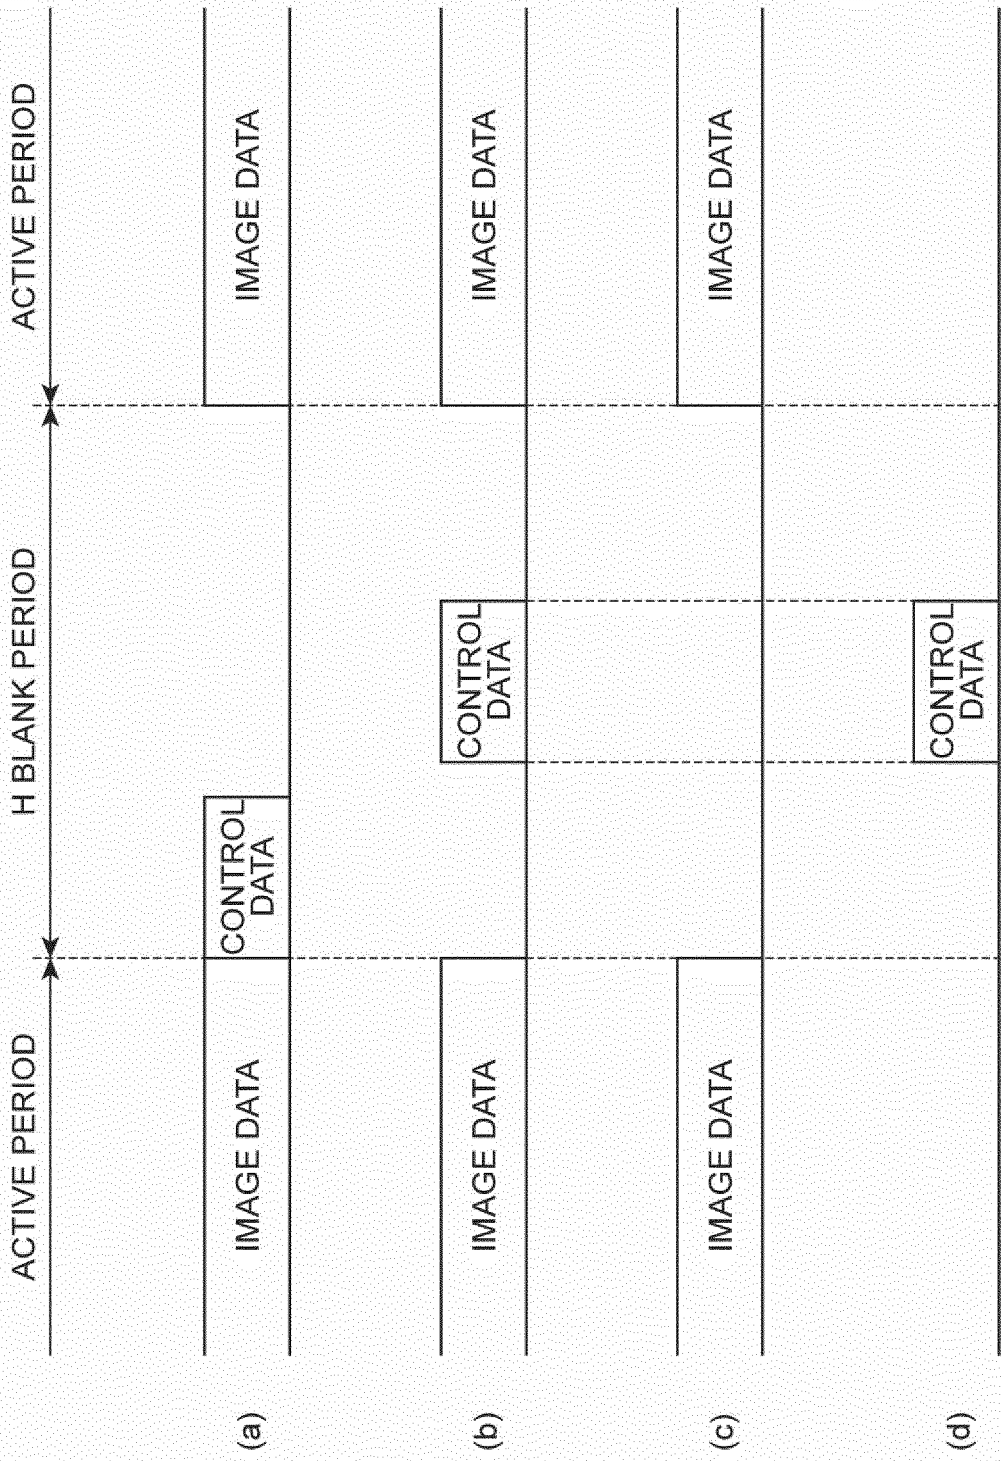 ACTIVE PERIOD
H BLANK PERIOD
ACTIVE PERIOD
(a)
IMAGE DATA
CONTROL
DATA
IMAGE DATA
(b)
IMAGE DATA
CONTROL
DATA
IMAGE DATA
(c)
IMAGE DATA
IMAGE DATA
(d)
CONTROL
DATA